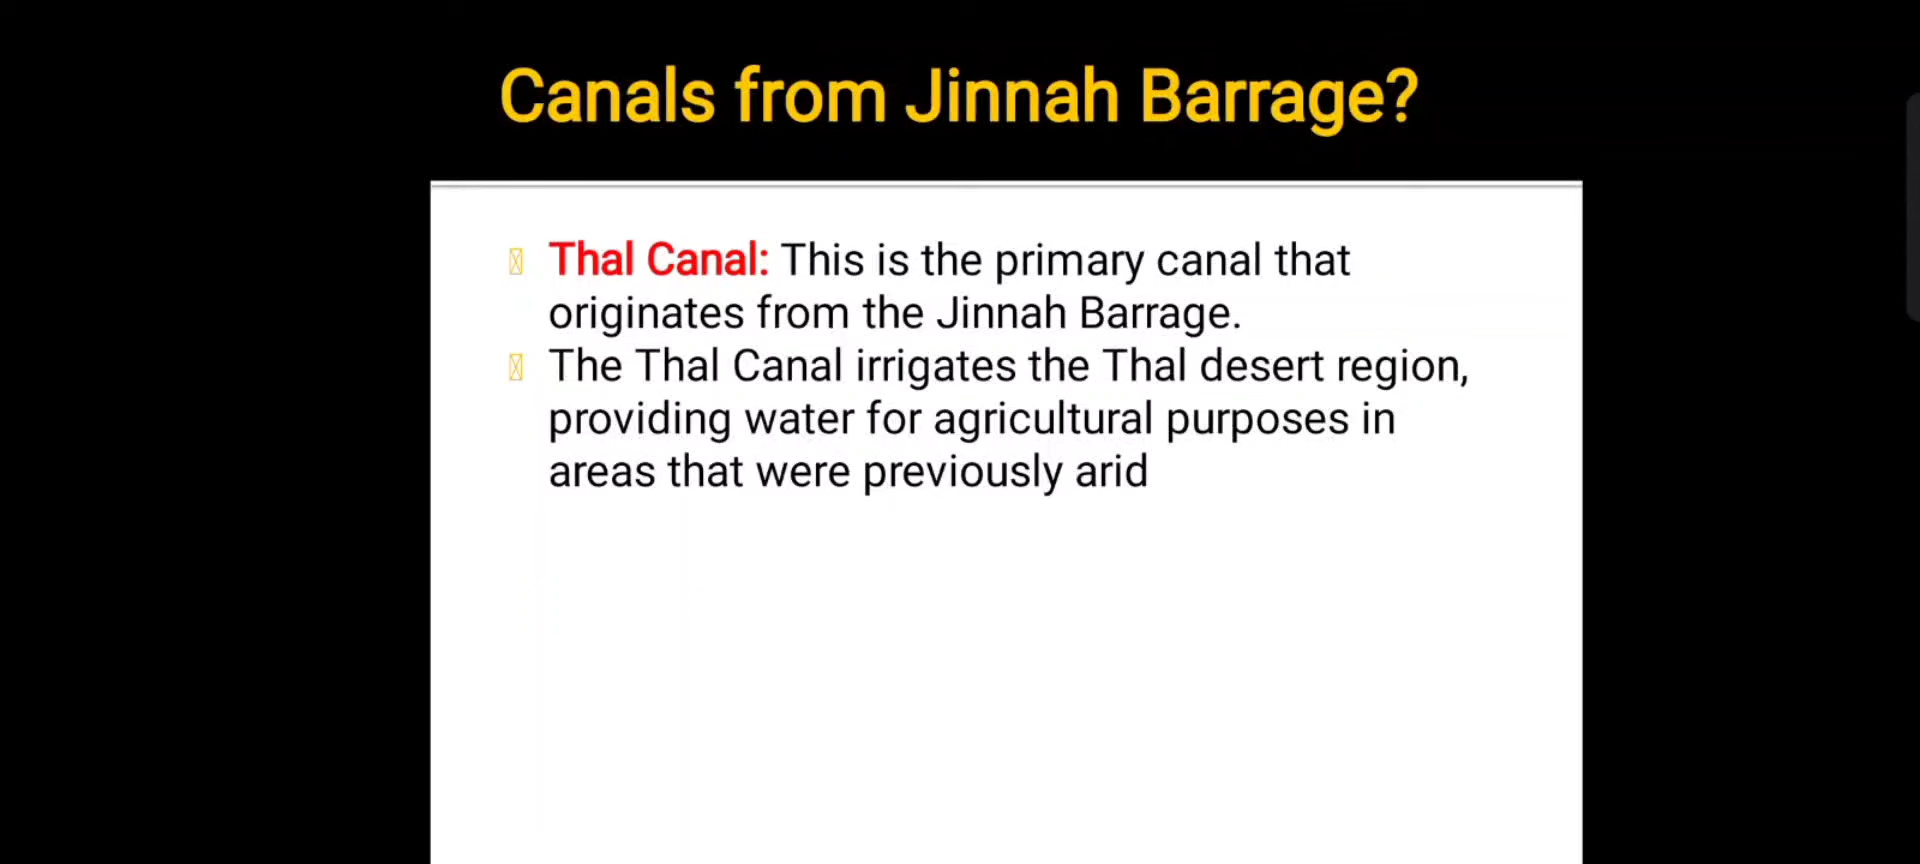 Canals from Jinnah Barrage?
Thal Canal: This is the primary canal that
originates from the Jinnah Barrage.
The Thal Canal irrigates the Thal desert region,
providing water for agricultural purposes in
areas that were previously arid